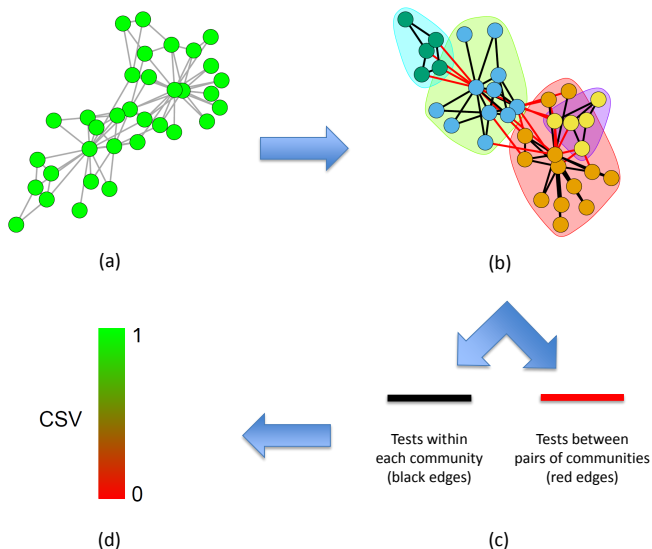 (a)
(b)
CSV
1
0
Tests within
each community
(black edges)
Tests between
pairs of communities
(red edges)
(d)
(c)